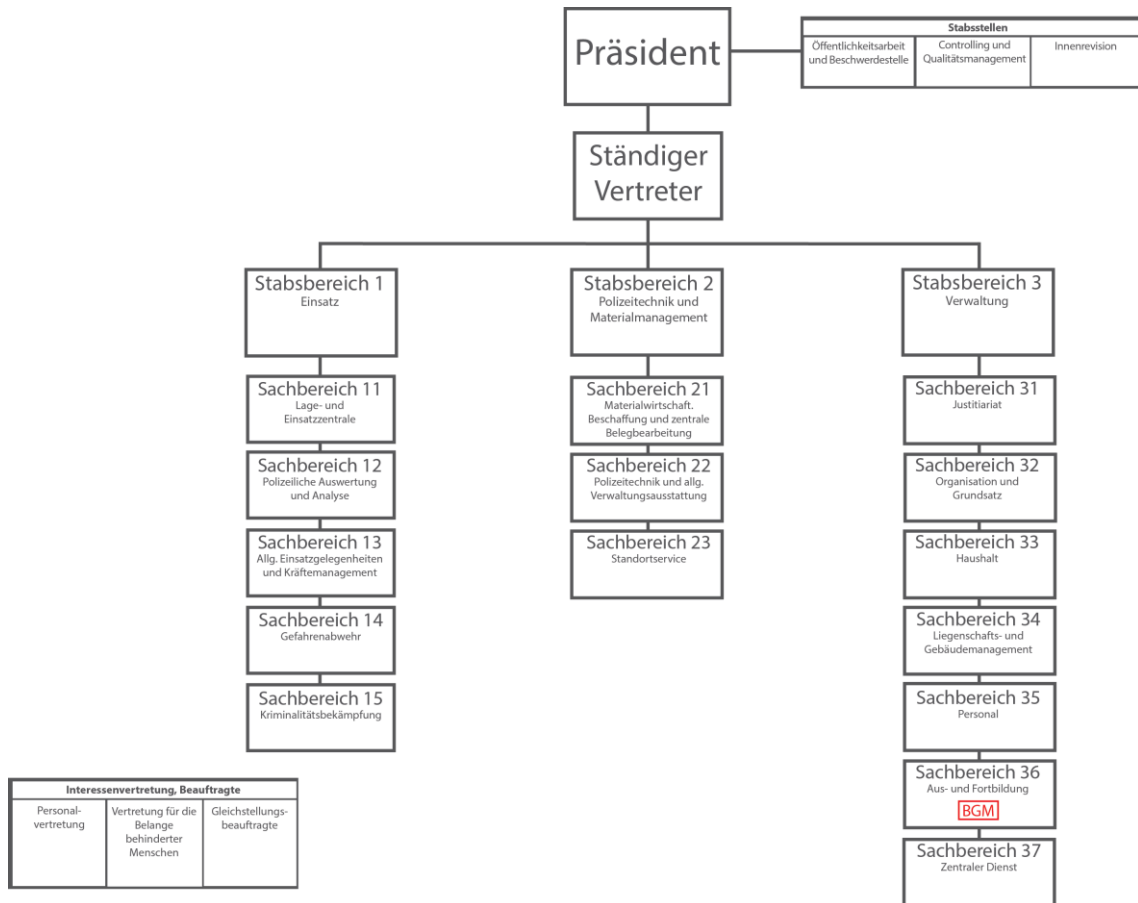 Präsident
Stabsstellen
Öffentlichkeitsarbeit
und Beschwerdestelle
Controlling und
Qualitätsmanagement
Innenrevision
Ständiger
Vertreter
Stabsbereich 1
Einsatz
Stabsbereich 2
Polizeitechnik und
Materialmanagement
Stabsbereich 3
Verwaltung
Sachbereich 11
Lage- und
Einsatzzentrale
Sachbereich 12
Polizeiliche Auswertung
und Analyse
Sachbereich 13
Allg. Einsatzgelegenheiten
und Kräftemanagement
Sachbereich 14
Gefahrenabwehr
Sachbereich 15
Kriminalitätsbekämpfung
Sachbereich 21
Materialwirtschaft.
Beschaffung und zentrale
Belegbearbeitung
Sachbereich 22
Polizeitechnik und allg.
Verwaltungsausstattung
Sachbereich 23
Standortservice
Sachbereich 31
Justitiariat
Sachbereich 32
Organisation und
Grundsatz
Sachbereich 33
Haushalt
Sachbereich 34
Liegenschafts- und
Gebäudemanagement
Sachbereich 35
Personal
Sachbereich 36
Aus- und Fortbildung
BGM
Sachbereich 37
Zentraler Dienst
Interessenvertretung, Beauftragte
Personal-
vertretung
Vertretung für die
Belange
behinderter
Menschen
Gleichstellungs-
beauftragte